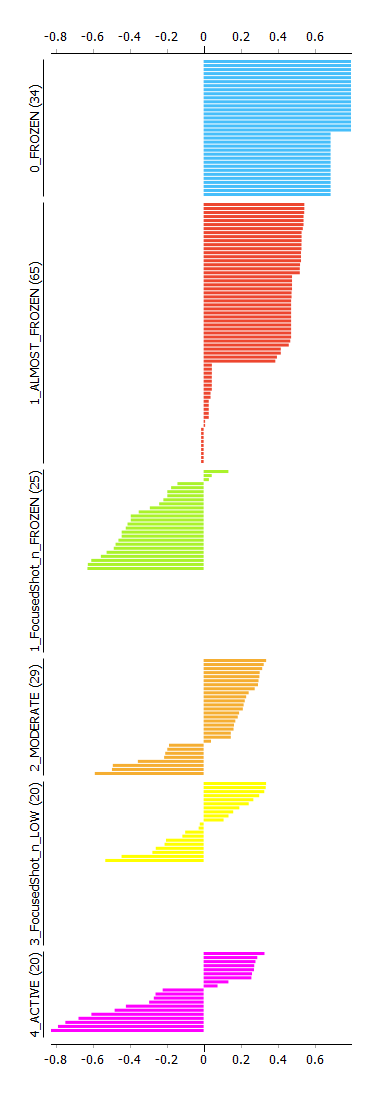 -0.8 -0.6 -0.4 -0.2 0 0.2 0.4 0.6
0_FROZEN (34)
1_ALMOST_FROZEN (65)
1_FocusedShot_n_FROZEN (25)
2_MODERATE (29)
3_FocusedShot_n_LOW (20)
4_ACTIVE (20)
-0.8 -0.6 -0.4 -0.2 0 0.2 0.4 0.6